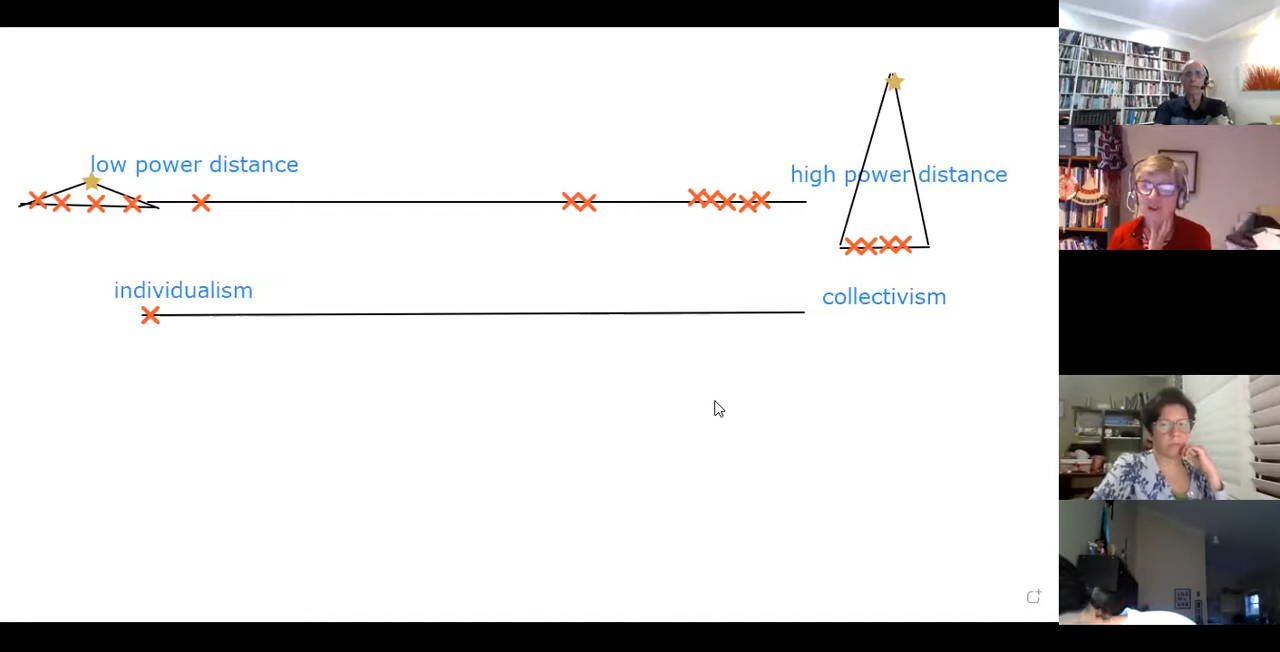 low power distance
high power distance
individualism
collectivism